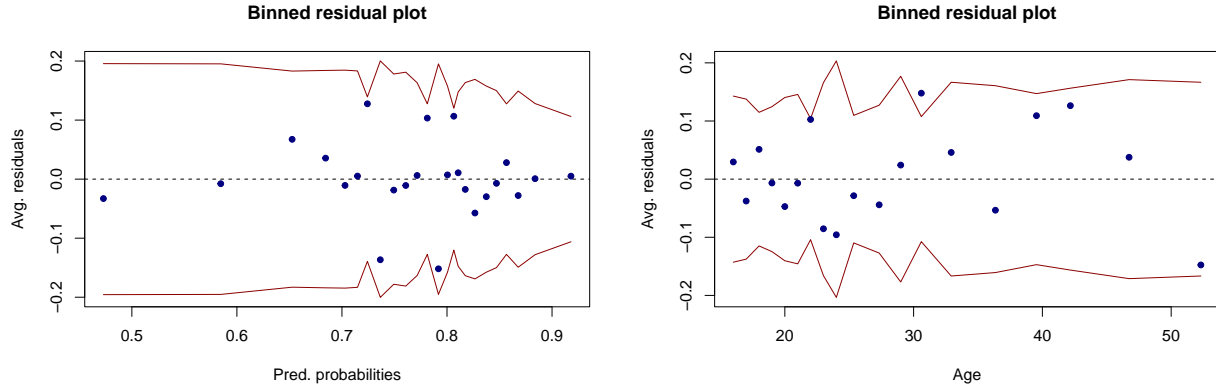 Binned residual plot
Avg. residuals
0.2
0.1
0.0
−0.1
−0.2
0.5 0.6 0.7 0.8 0.9
Pred. probabilities
Binned residual plot
Avg. residuals
0.2
0.1
0.0
−0.1
−0.2
20 30 40 50
Age